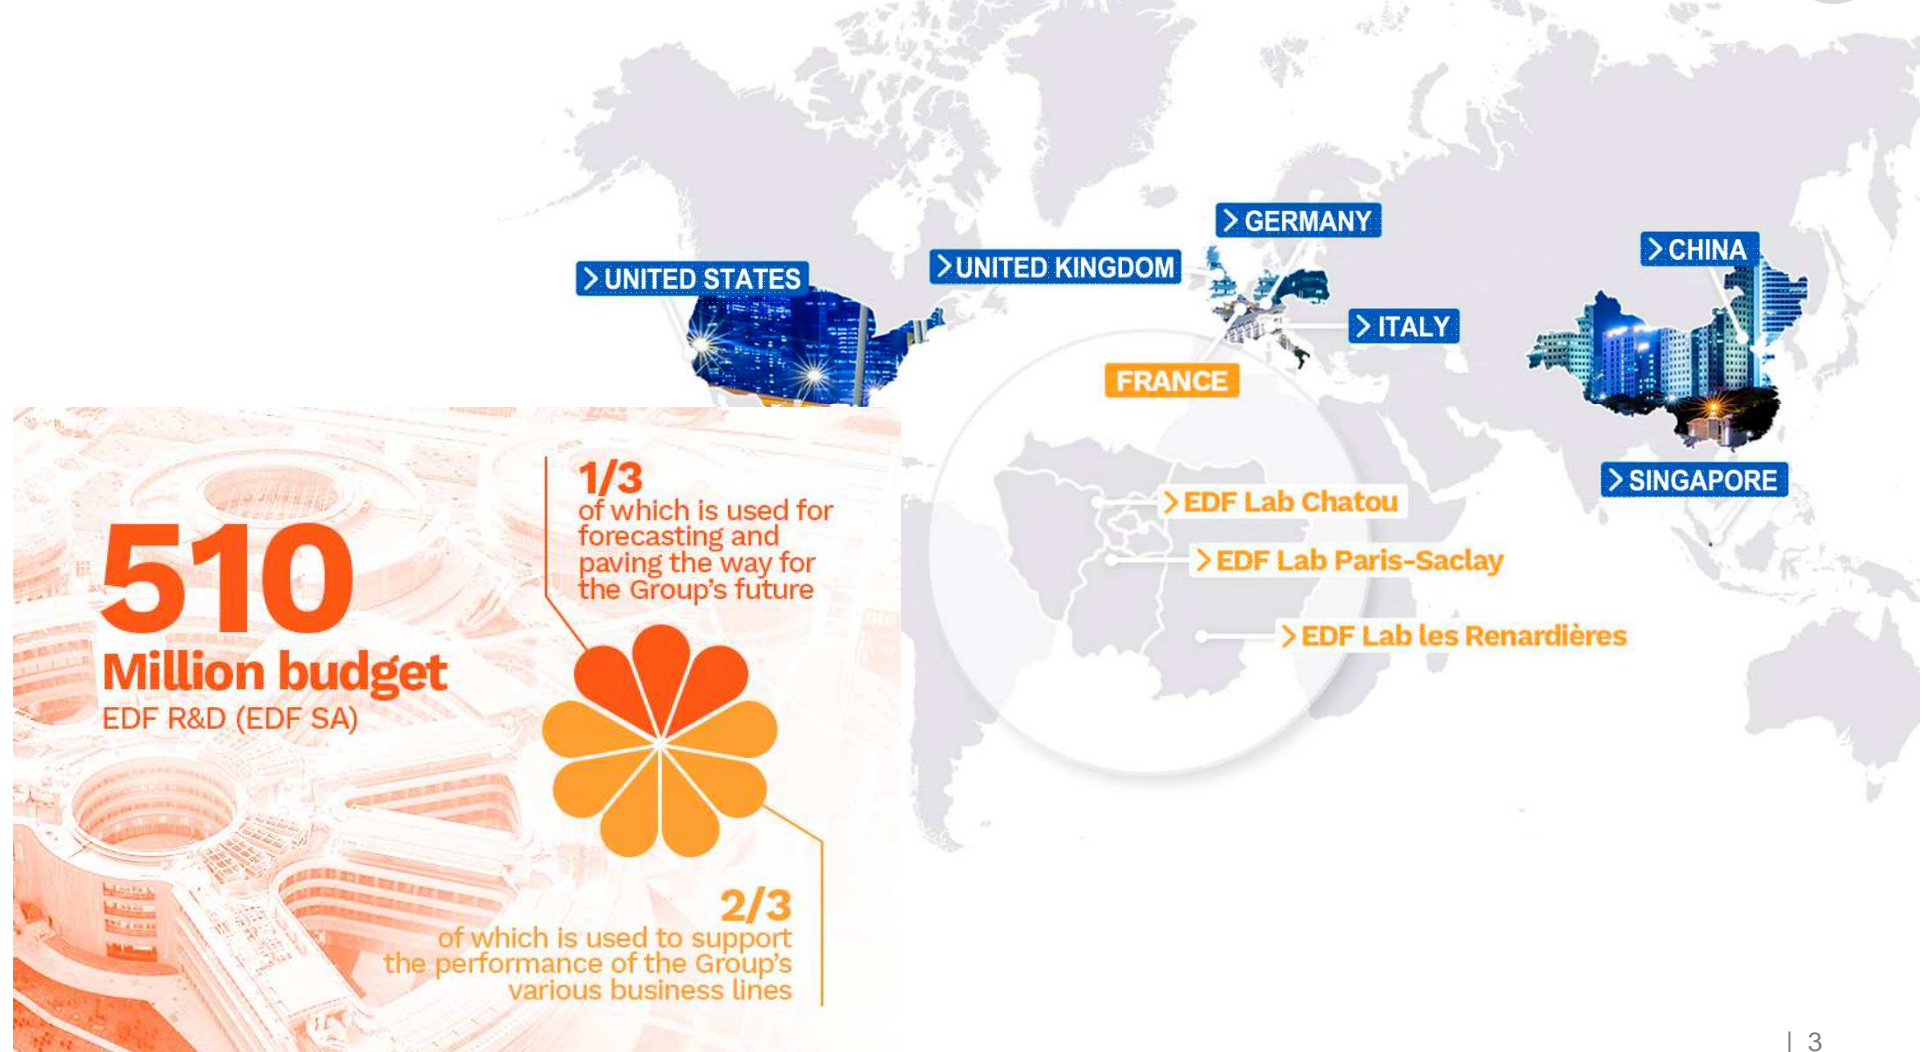 > GERMANY
> CHINA
> UNITED KINGDOM
> UNITED STATES
> ITALY
FRANCE
> SINGAPORE
> EDF Lab Chatou
> EDF Lab Paris-Saclay
> EDF Lab les Renardières
510
Million budget
EDF R&D (EDF SA)
1/3
of which is used for
forecasting and
paving the way for
the Group's future
2/3
of which is used to support
the performance of the Group's
various business lines
| 3